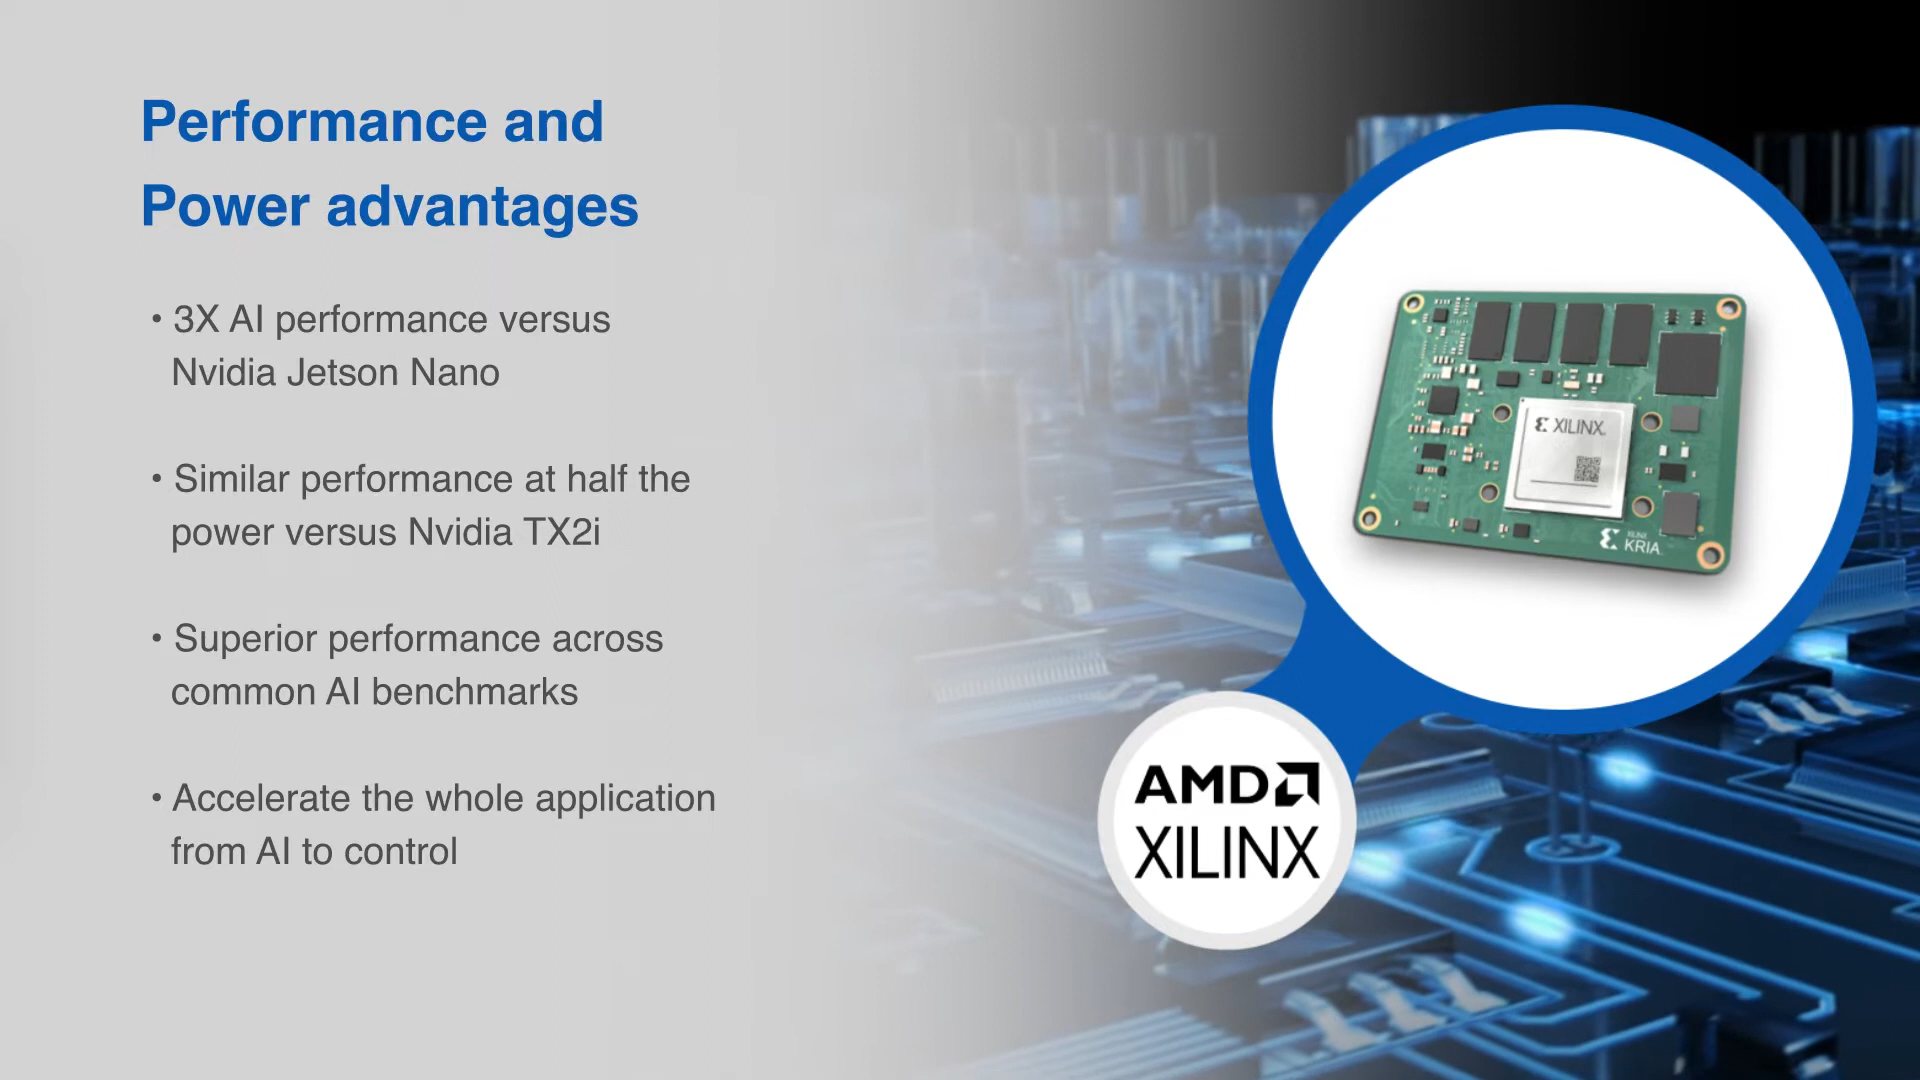 Performance and
Power advantages
• 3X AI performance versus
Nvidia Jetson Nano
• Similar performance at half the
power versus Nvidia TX2i
• Superior performance across
common AI benchmarks
• Accelerate the whole application
from AI to control
XILINX
XILINX
KRIA
AMD
XILINX